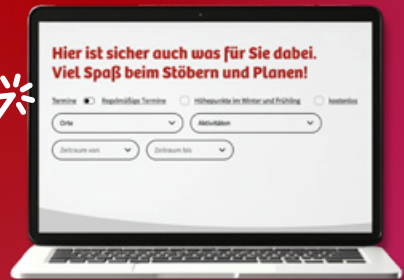 Hier ist sicher auch was für Sie dabei.
Viel Spaß beim Stöbern und Planen!
Termine Regelmäßige Termine Höhepunkte im Winter und Frühling kostenlos
Orte Aktivitäten
Zeitraum von Zeitraum bis